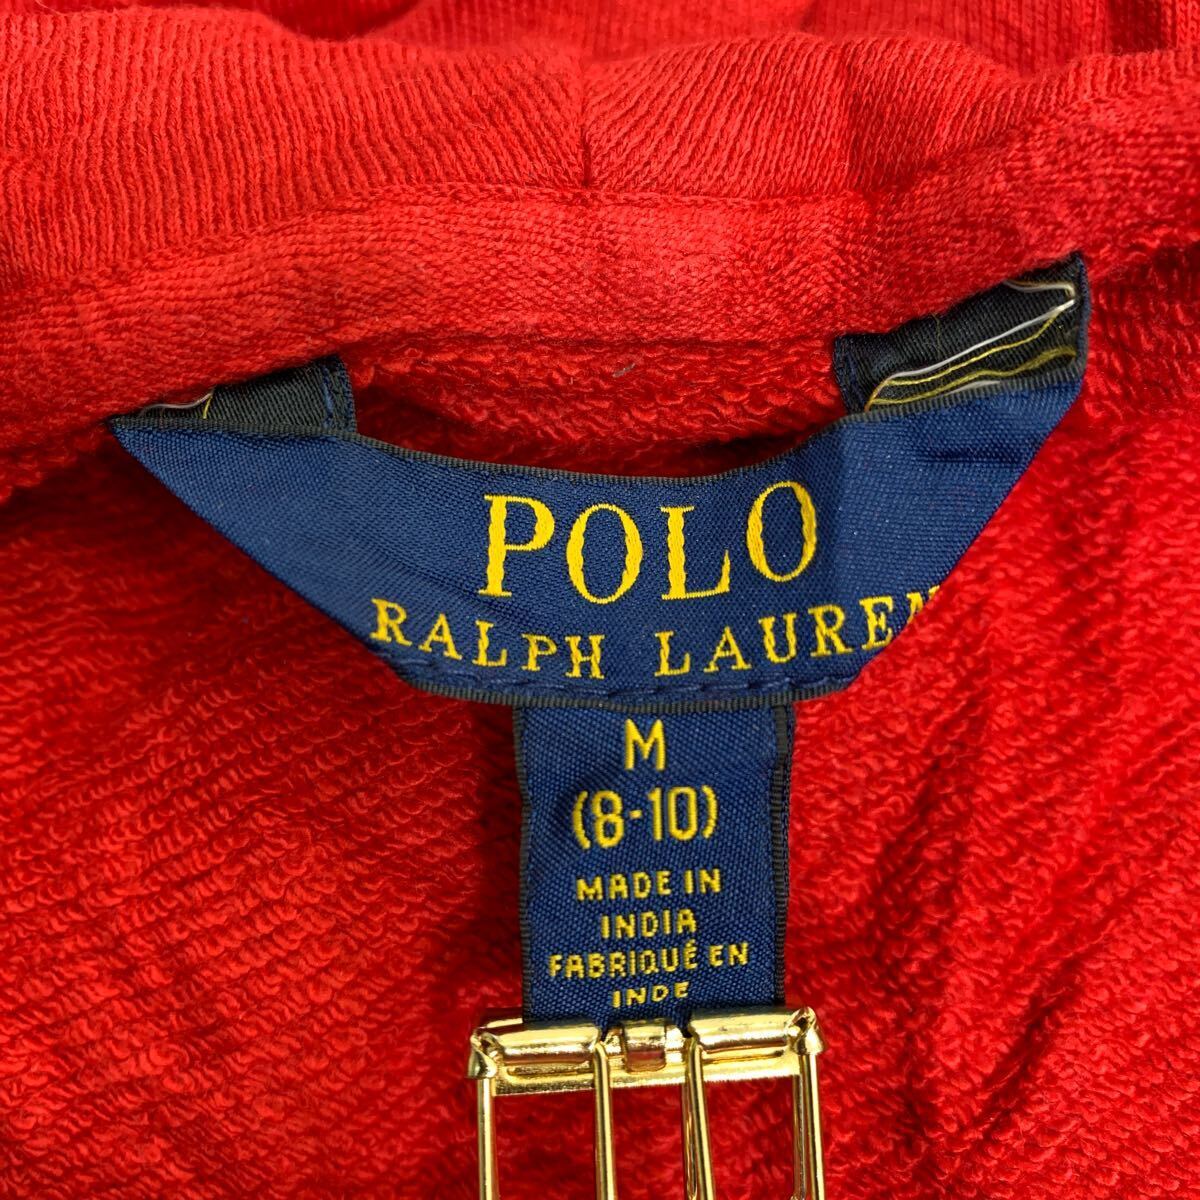 POLO
RALPH LAUREN
M
(8-10)
MADE IN
INDIA
FABRIQUÉ EN
INDE